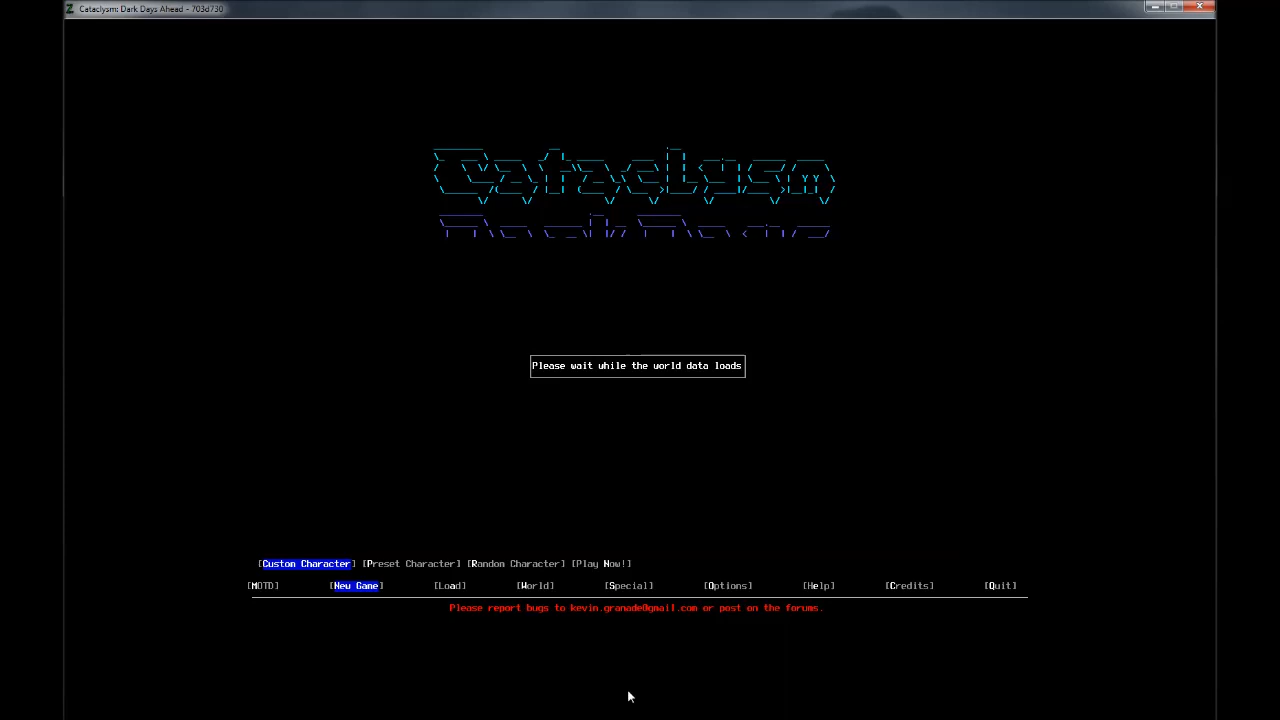 Cataclysm: Dark Days Ahead - 703d730
Cataclysm
Please wait while the world data loads
[Custom Character] [Preset Character] [Random Character] [Play Now!]
[MOTD] [New Game] [Load] [World] [Special] [Options] [Help] [Credits] [Quit]
Please report bugs to kevin.granade@gmail.com or post on the forums.